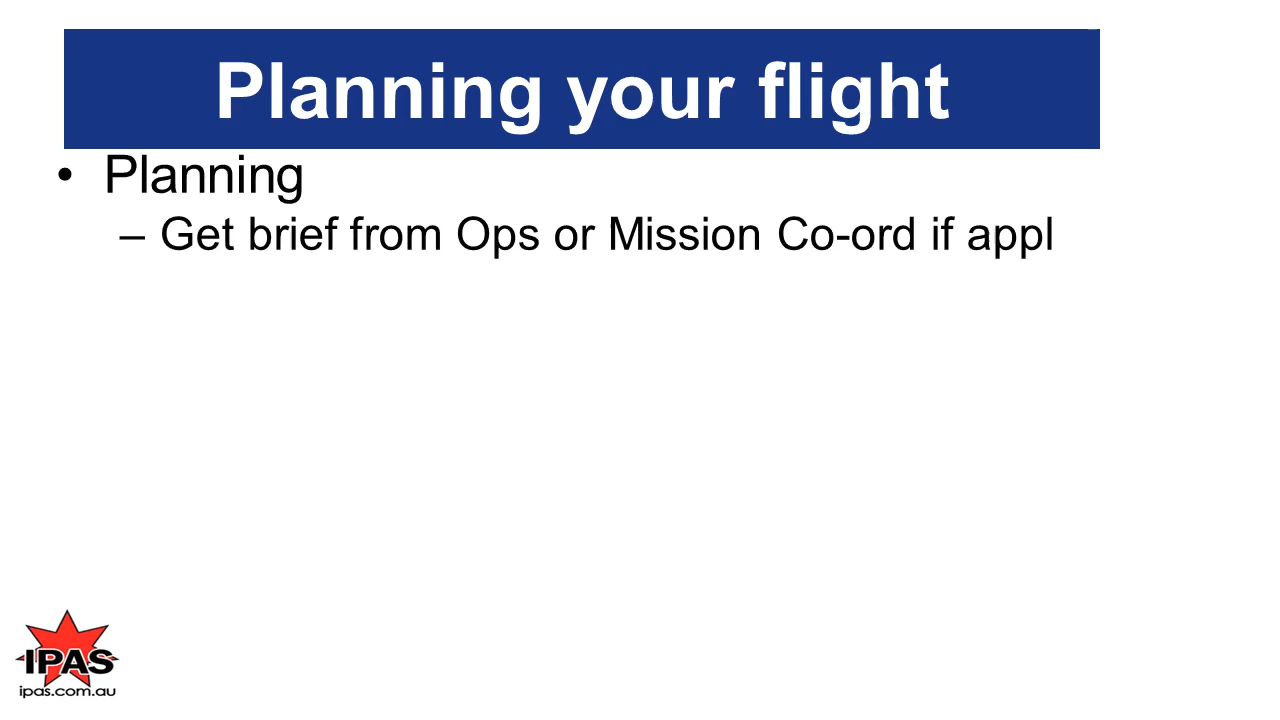 Planning your flight
• Planning
– Get brief from Ops or Mission Co-ord if appl
IPAS
ipas.com.au